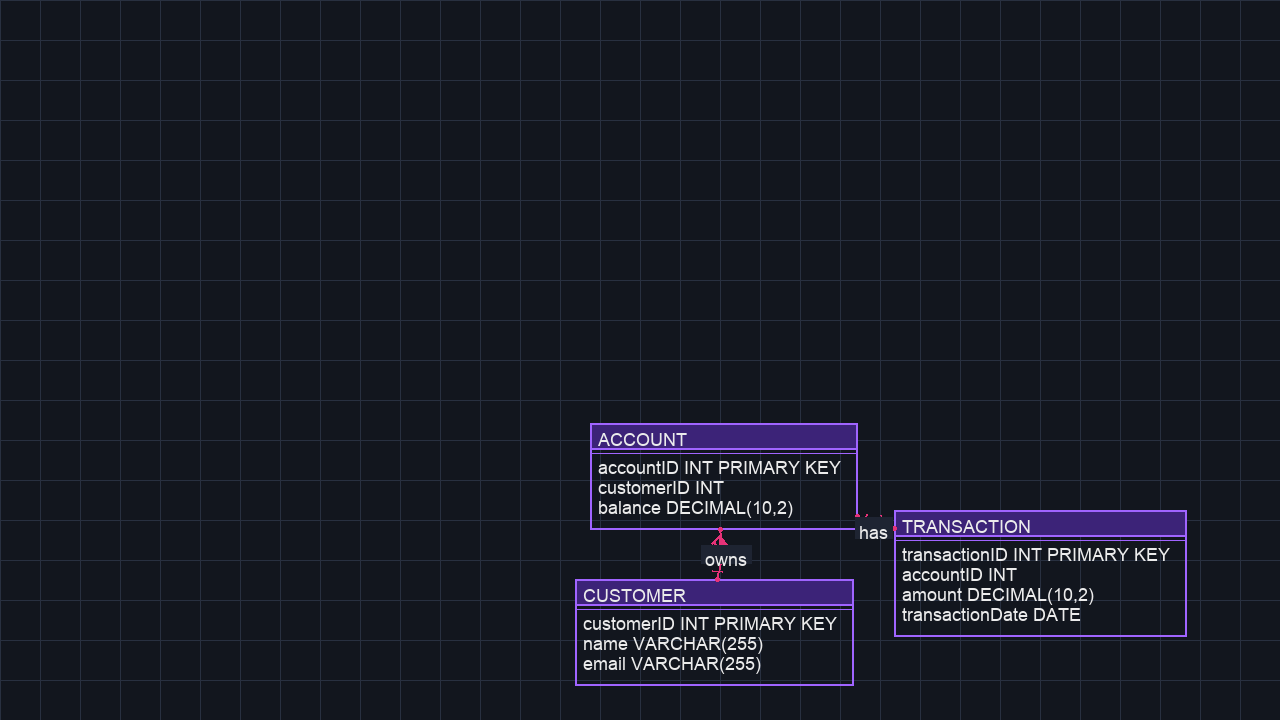 ACCOUNT
accountID INT PRIMARY KEY
customerID INT
balance DECIMAL(10,2)
has
TRANSACTION
transactionID INT PRIMARY KEY
accountID INT
amount DECIMAL(10,2)
transactionDate DATE
owns
CUSTOMER
customerID INT PRIMARY KEY
name VARCHAR(255)
email VARCHAR(255)